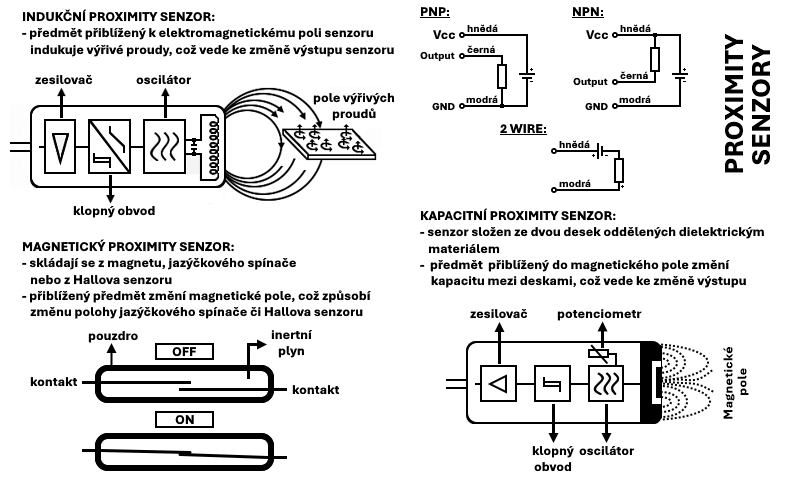 INDUKČNÍ PROXIMITY SENZOR:
- předmět přiblížený k elektromagnetickému poli senzoru
indukuje výřivé proudy, což vede ke změně výstupu senzoru
zesilovač
oscilátor
pole výřivých
proudů
klopný obvod
MAGNETICKÝ PROXIMITY SENZOR:
- skládají se z magnetu, jazýčkového spínače
nebo z Hallova senzoru
- přiblížený předmět změní magnetické pole, což způsobí
změnu polohy jazýčkového spínače či Hallova senzoru
pouzdro
OFF
inertní
plyn
kontakt
kontakt
ON
PNP:
Vcc
hnědá
Output
černá
GND
modrá
NPN:
Vcc
hnědá
Output
černá
GND
modrá
2 WIRE:
hnědá
modrá
PROXIMITY
SENZORY
KAPACITNÍ PROXIMITY SENZOR:
- senzor složen ze dvou desek oddělených dielektrickým
materiálem
- předmět přiblížený do magnetického pole změní
kapacitu mezi deskami, což vede ke změně výstupu
zesilovač
potenciometr
Magnetické
pole
klopný
obvod
oscilátor